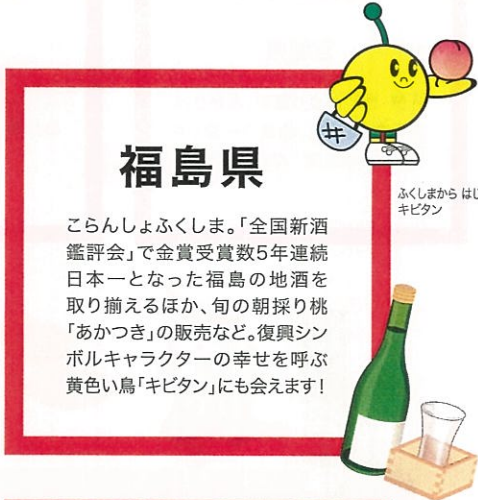 福島県
こらんしょふくしま。「全国新酒
鑑評会」で金賞受賞数5年連続
日本一となった福島の地酒を
取り揃えるほか、旬の朝採り桃
「あかつき」の販売など。復興シン
ボルキャラクターの幸せを呼ぶ
黄色い鳥「キビタン」にも会えます!
ふくしまから はじ
キビタン